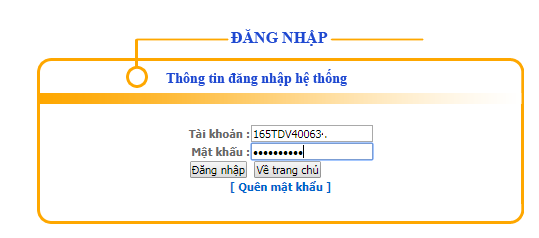 ĐĂNG NHẬP
Thông tin đăng nhập hệ thống
Tài khoản : 165TDV40063
Mật khẩu : ••••••••••
Đăng nhập Về trang chủ
[ Quên mật khẩu ]